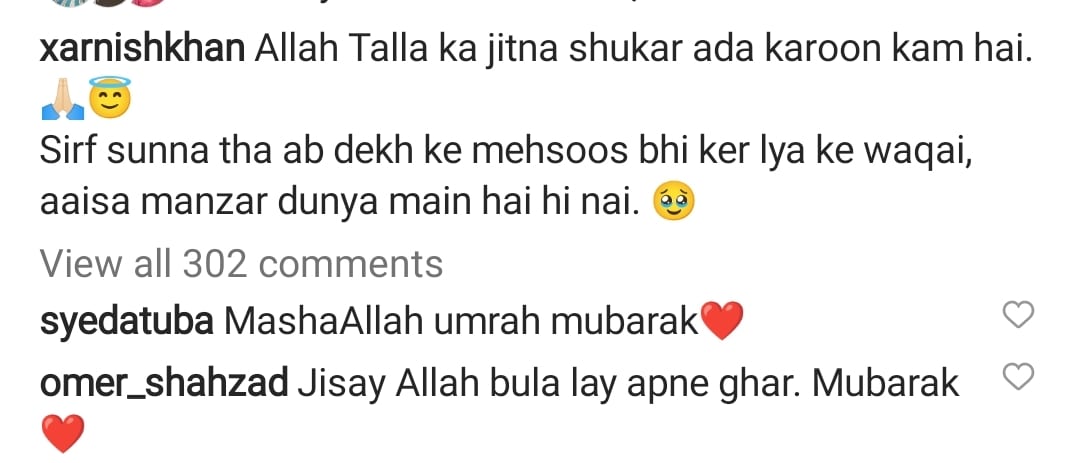 xarnishkhan Allah Talla ka jitna shukar ada karoon kam hai.
🙏🏼😇
Sirf sunna tha ab dekh ke mehsoos bhi ker lya ke waqai,
aaisa manzar dunya main hai hi nai. 🥹
View all 302 comments
syedatuba MashaAllah umrah mubarak❤️
omer_shahzad Jisay Allah bula lay apne ghar. Mubarak
❤️